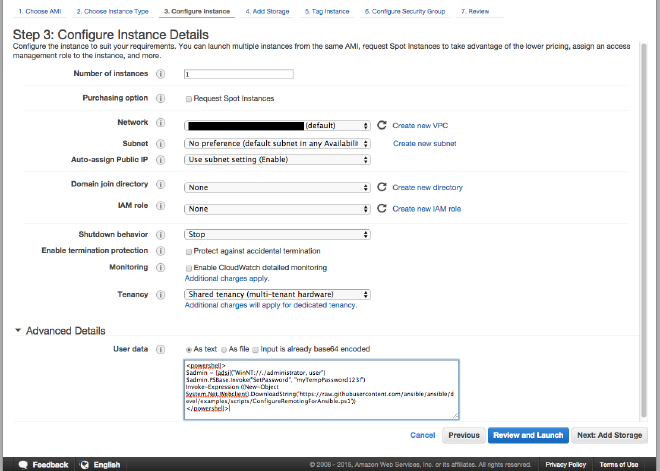 1. Choose AMI 2. Choose Instance Type 3. Configure Instance 4. Add Storage 5. Tag Instance 6. Configure Security Group 7. Review
Step 3: Configure Instance Details
Configure the instance to suit your requirements. You can launch multiple instances from the same AMI, request Spot Instances to take advantage of the lower pricing, assign an access
management role to the instance, and more.
Number of instances 1
Purchasing option Request Spot Instances
Network (default) Create new VPC
Subnet No preference (default subnet in any Availabilit Create new subnet
Auto-assign Public IP Use subnet setting (Enable)
Domain join directory None Create new directory
IAM role None Create new IAM role
Shutdown behavior Stop
Enable termination protection Protect against accidental termination
Monitoring Enable CloudWatch detailed monitoring
Additional charges apply.
Tenancy Shared tenancy (multi-tenant hardware)
Additional charges will apply for dedicated tenancy.
Advanced Details
User data As text As file Input is already base64 encoded
<powershell>
$admin = [adsi]("WinNT://./administrator, user")
$admin.PSBase.Invoke("SetPassword", "myTempPassword123!")
Invoke-Expression ((New-Object
System.Net.Webclient).DownloadString('https://raw.githubusercontent.com/ansible/ansible/d
evel/examples/scripts/ConfigureRemotingForAnsible.ps1'))
</powershell>
Cancel Previous Review and Launch Next: Add Storage
Feedback English © 2008 - 2016, Amazon Web Services, Inc. or its affiliates. All rights reserved. Privacy Policy Terms of Use